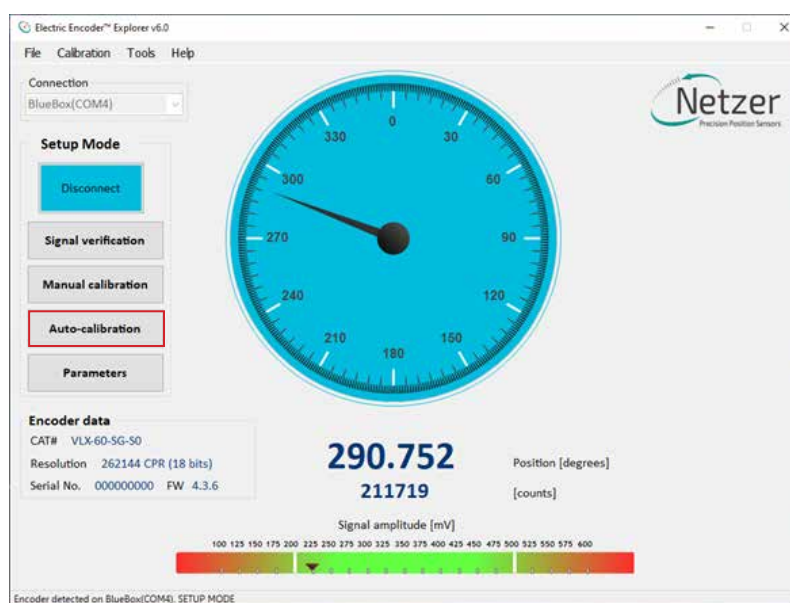 Electric Encoder™ Explorer v6.0
File Calibration Tools Help
Connection
BlueBox(COM4)
Netzer
Precision Position Sensors
Setup Mode
Disconnect
Signal verification
Manual calibration
Auto-calibration
Parameters
0
30
60
90
120
150
180
210
240
270
300
330
Encoder data
CAT# VLX-60-SG-S0
Resolution 262144 CPR (18 bits)
Serial No. 000000000 FW 4.3.6
290.752 Position [degrees]
211719 [counts]
Signal amplitude [mV]
100 125 150 175 200 225 250 275 300 325 350 375 400 425 450 475 500 525 550 575 600
Encoder detected on BlueBox(COM4), SETUP MODE